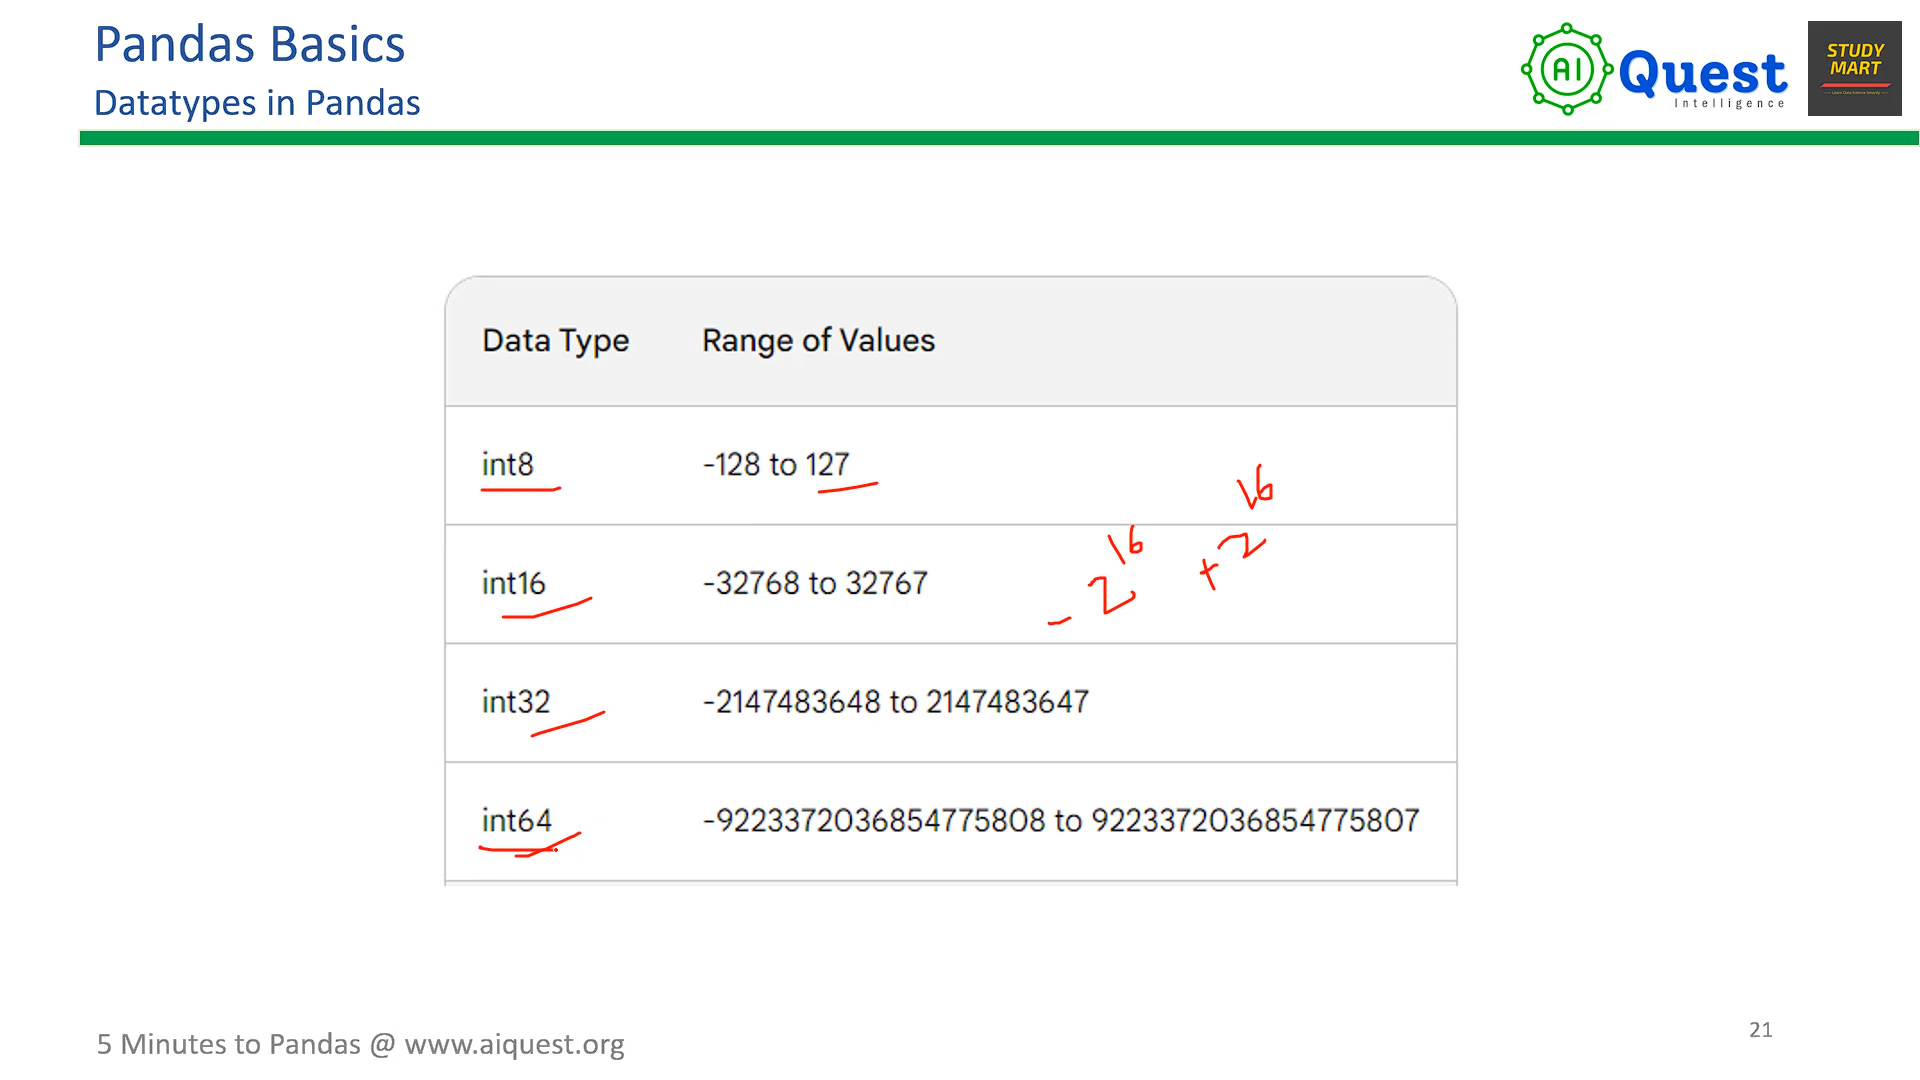 Pandas Basics
Datatypes in Pandas
AI Quest
Intelligence
STUDY
MART
Data Type Range of Values
int8 -128 to 127
int16 -32768 to 32767
- 2^16 + 2^16
int32 -2147483648 to 2147483647
int64 -9223372036854775808 to 9223372036854775807
5 Minutes to Pandas @ www.aiquest.org
21